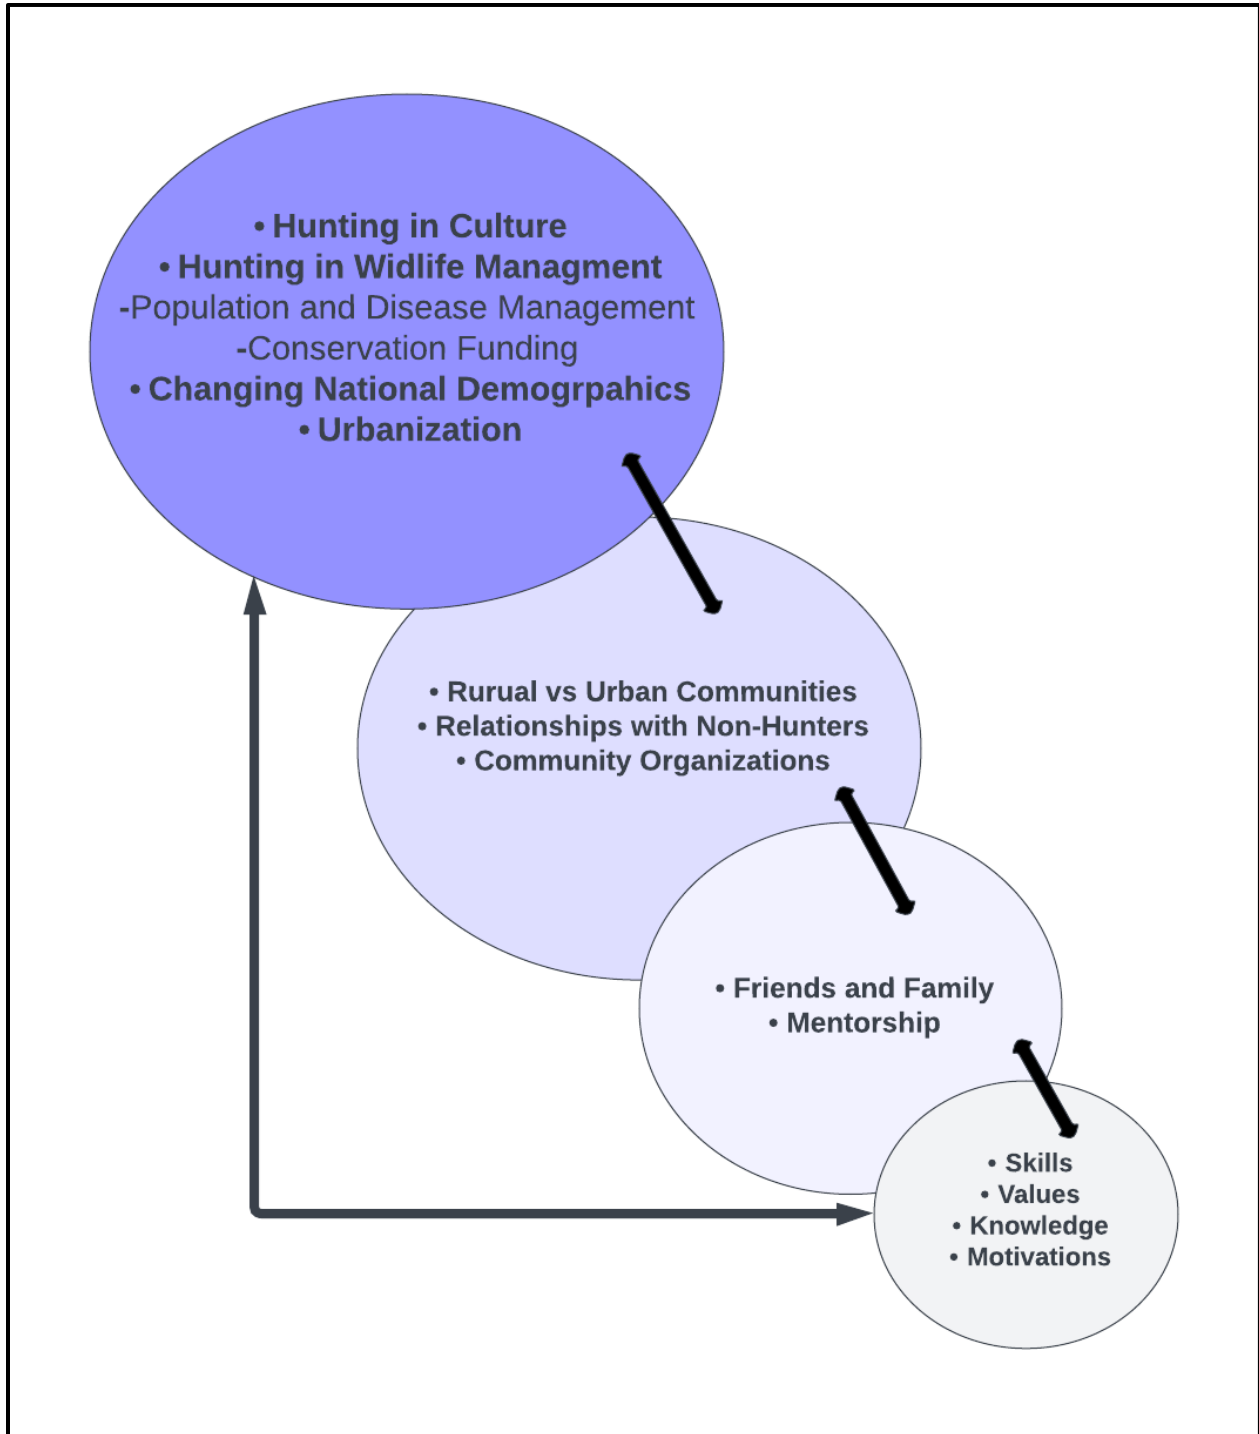 • Hunting in Culture
• Hunting in Widlife Managment
-Population and Disease Management
-Conservation Funding
• Changing National Demogrpahics
• Urbanization
• Rurual vs Urban Communities
• Relationships with Non-Hunters
• Community Organizations
• Friends and Family
• Mentorship
• Skills
• Values
• Knowledge
• Motivations